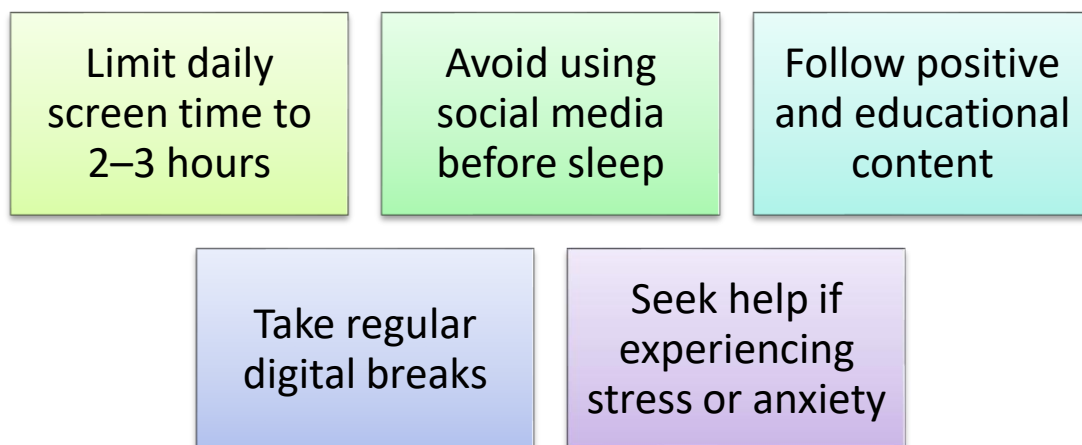 Limit daily
screen time to
2–3 hours
Avoid using
social media
before sleep
Follow positive
and educational
content
Take regular
digital breaks
Seek help if
experiencing
stress or anxiety